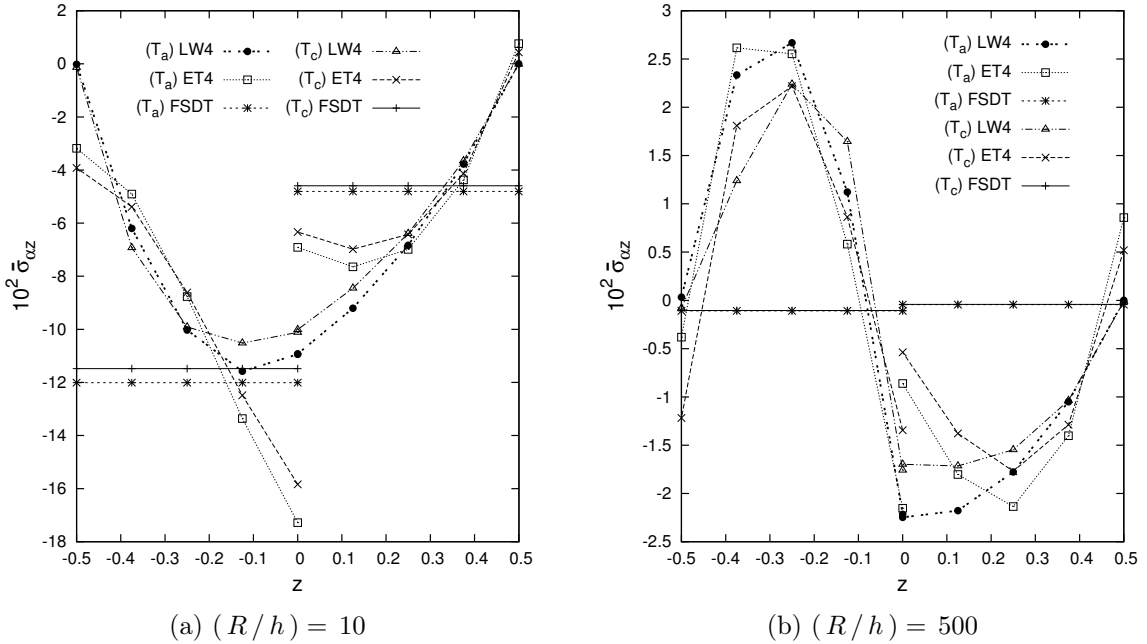 2
0
-2
-4
-6
-8
-10
-12
-14
-16
-18
-0.5 -0.4 -0.3 -0.2 -0.1 0 0.1 0.2 0.3 0.4 0.5
10² σ̄αz
z
(Ta) LW4
(Ta) ET4
(Ta) FSDT
(Tc) LW4
(Tc) ET4
(Tc) FSDT
(a) (R/h) = 10
3
2.5
2
1.5
1
0.5
0
-0.5
-1
-1.5
-2
-2.5
-0.5 -0.4 -0.3 -0.2 -0.1 0 0.1 0.2 0.3 0.4 0.5
10² σ̄αz
z
(Ta) LW4
(Ta) ET4
(Ta) FSDT
(Tc) LW4
(Tc) ET4
(Tc) FSDT
(b) (R/h) = 500